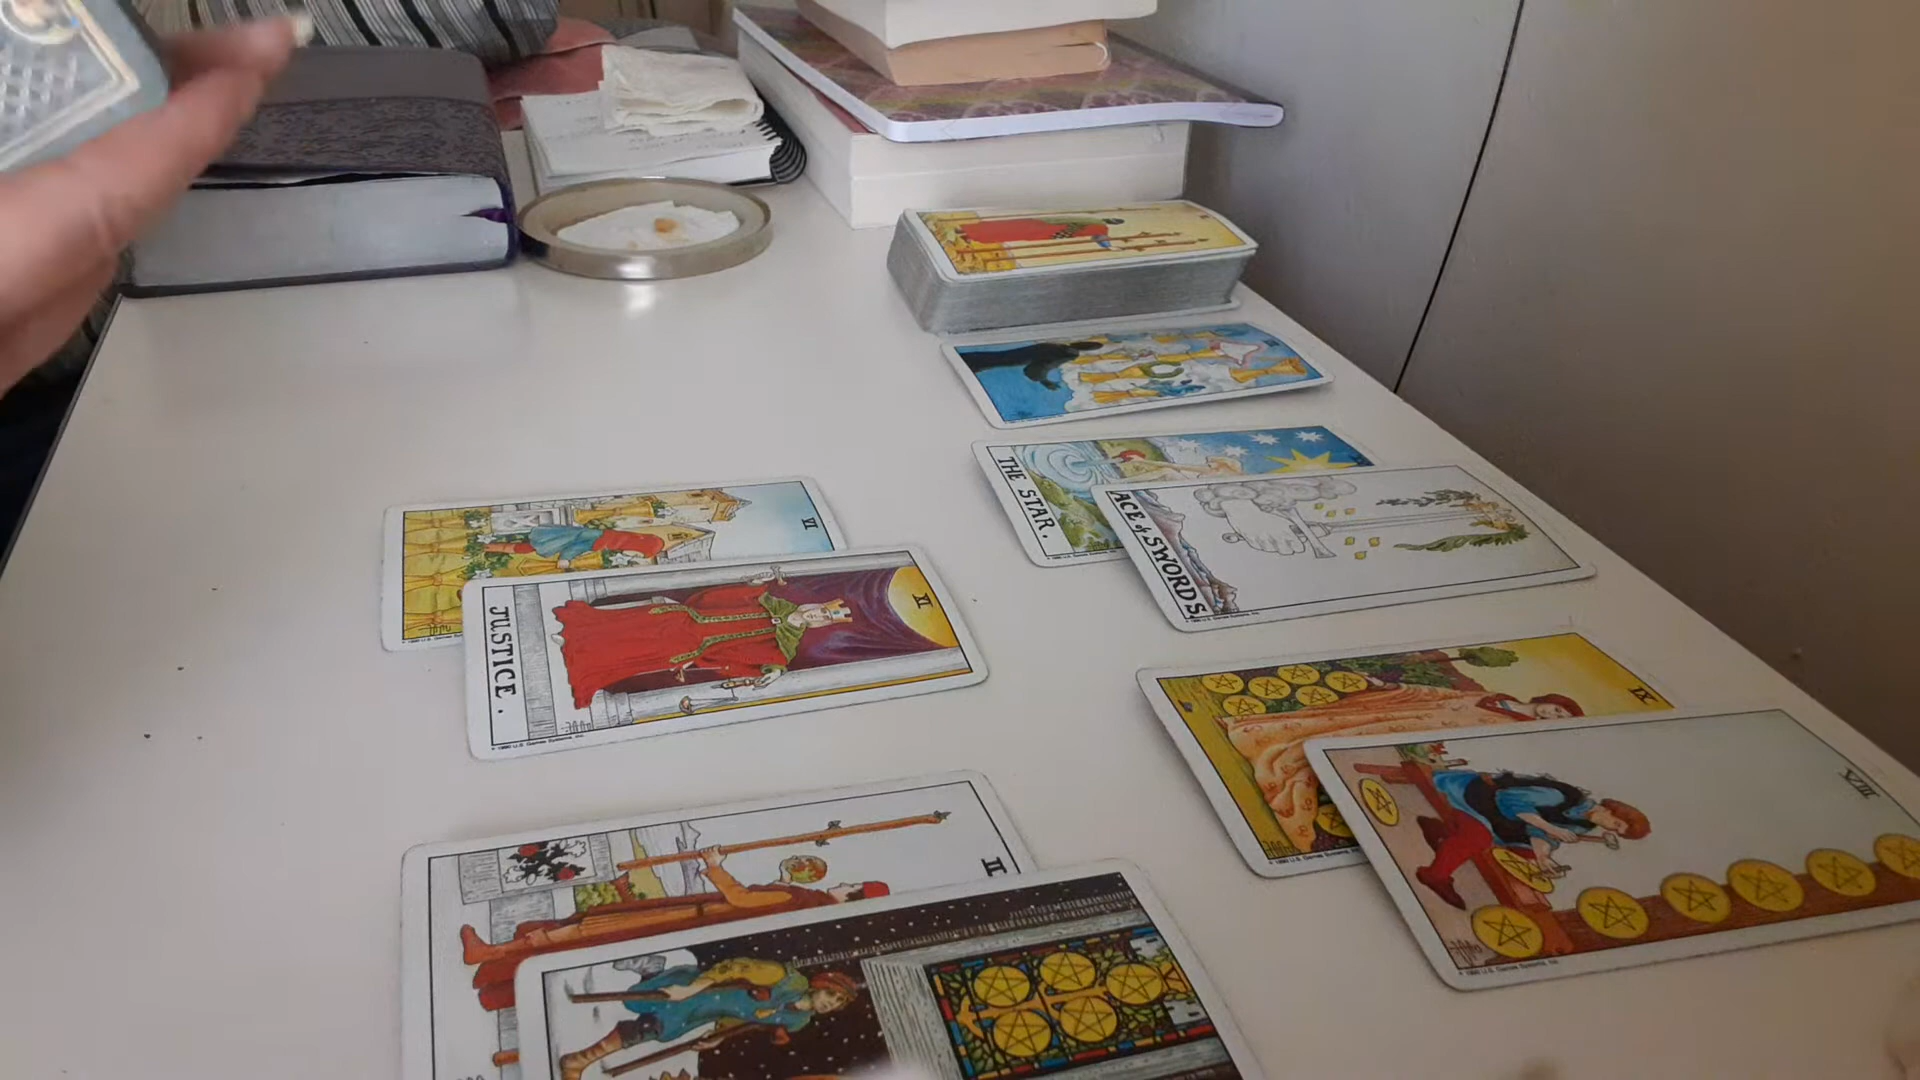 THE STAR.
ACE of SWORDS.
VI
XI
JUSTICE.
IX
VIII
II